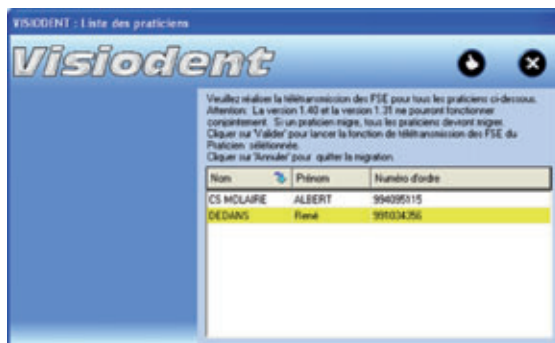 VISIODENT : Liste des praticiens
Visiodent
Veuillez réaliser la télétransmission des FSE pour tous les praticiens ci-dessous.
Attention: La version 1.40 et la version 1.31 ne pourront fonctionner
conjointement. Si un praticien migre, tous les praticiens devront migrer.
Cliquer sur 'Valider' pour lancer la fonction de télétransmission des FSE du
Praticien sélitionnée.
Cliquer sur 'Annuler' pour quitter la migration.
Nom Prénom Numéro d'ordre
CS MOLAIRE ALBERT 994095115
DEDANS René 991034356